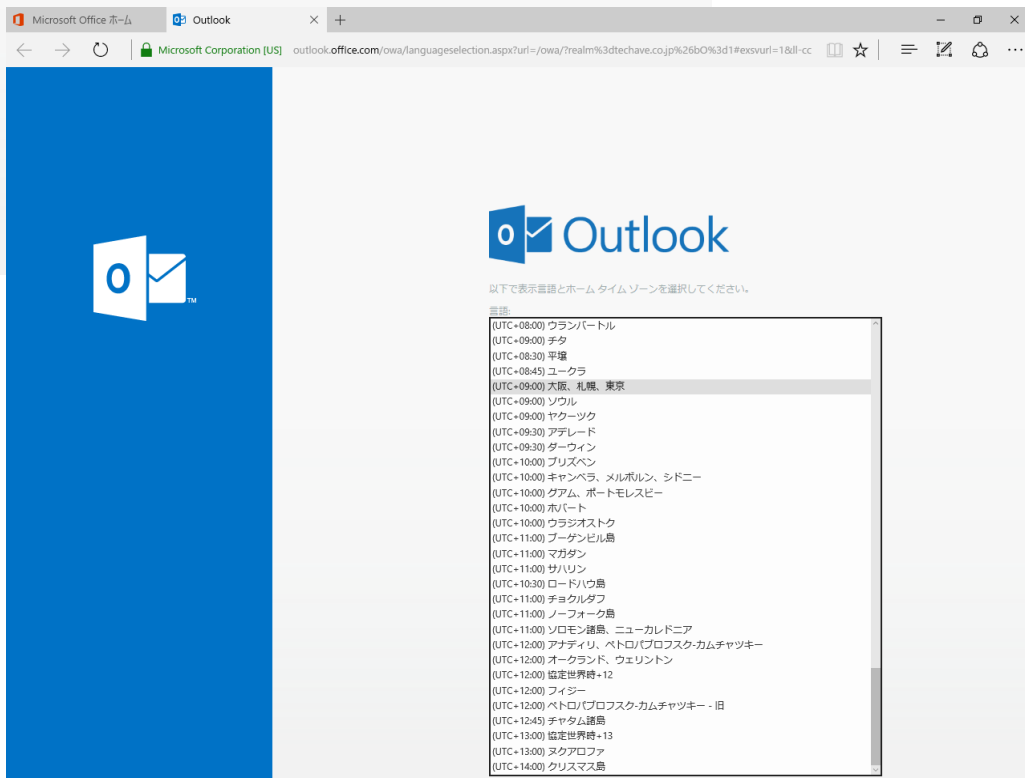 Microsoft Office ホーム
Outlook
Microsoft Corporation [US] outlook.office.com/owa/languageselection.aspx?url=/owa/?realm%3dtechave.co.jp%26bO%3d1#exsvurl=1&ll-cc
O
TM
O Outlook
以下で表示言語とホーム タイム ゾーンを選択してください。
言語:
(UTC+08:00) ウランバートル
(UTC+09:00) チタ
(UTC+08:30) 平壌
(UTC+08:45) ユークラ
(UTC+09:00) 大阪、札幌、東京
(UTC+09:00) ソウル
(UTC+09:00) ヤクーツク
(UTC+09:30) アデレード
(UTC+09:30) ダーウィン
(UTC+10:00) ブリズベン
(UTC+10:00) キャンベラ、メルボルン、シドニー
(UTC+10:00) グアム、ポートモレスビー
(UTC+10:00) ホバート
(UTC+10:00) ウラジオストク
(UTC+11:00) ブーゲンビル島
(UTC+11:00) マガダン
(UTC+11:00) サハリン
(UTC+10:30) ロードハウ島
(UTC+11:00) チョクルダフ
(UTC+11:00) ノーフォーク島
(UTC+11:00) ソロモン諸島、ニューカレドニア
(UTC+12:00) アナディリ、ペトロパブロフスク-カムチャツキー
(UTC+12:00) オークランド、ウェリントン
(UTC+12:00) 協定世界時+12
(UTC+12:00) フィジー
(UTC+12:00) ペトロパブロフスク-カムチャツキー - 旧
(UTC+12:45) チャタム諸島
(UTC+13:00) 協定世界時+13
(UTC+13:00) ヌクアロファ
(UTC+14:00) クリスマス島